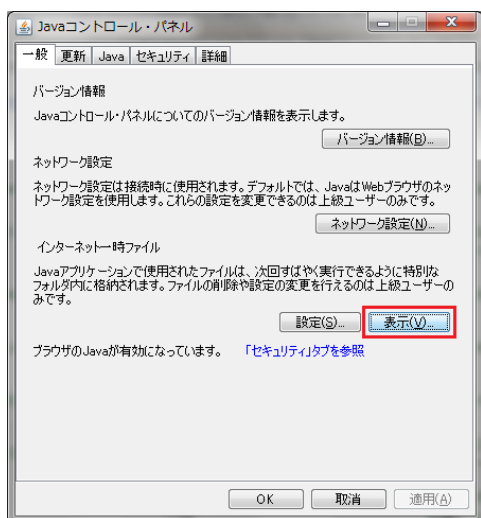 Javaコントロール・パネル
一般 更新 Java セキュリティ 詳細
バージョン情報
Javaコントロール・パネルについてのバージョン情報を表示します。
バージョン情報(B)...
ネットワーク設定
ネットワーク設定は接続時に使用されます。デフォルトでは、JavaはWebブラウザのネッ
トワーク設定を使用します。これらの設定を変更できるのは上級ユーザーのみです。
ネットワーク設定(N)...
インターネット一時ファイル
Javaアプリケーションで使用されたファイルは、次回すばやく実行できるように特別な
フォルダ内に格納されます。ファイルの削除や設定の変更を行えるのは上級ユーザーの
みです。
設定(S)... 表示(V)...
ブラウザのJavaが有効になっています。 「セキュリティ」タブを参照
OK 取消 適用(A)